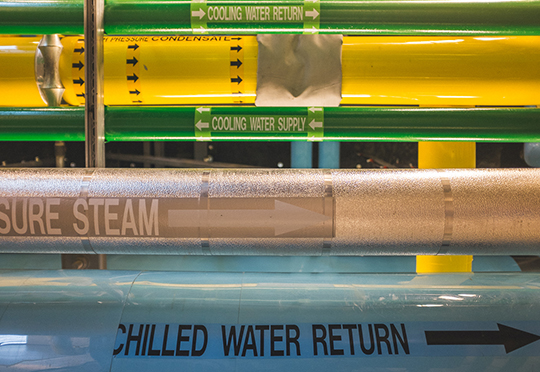 COOLING WATER RETURN
H PRESSURE CONDENSATE
COOLING WATER SUPPLY
SURE STEAM
CHILLED WATER RETURN